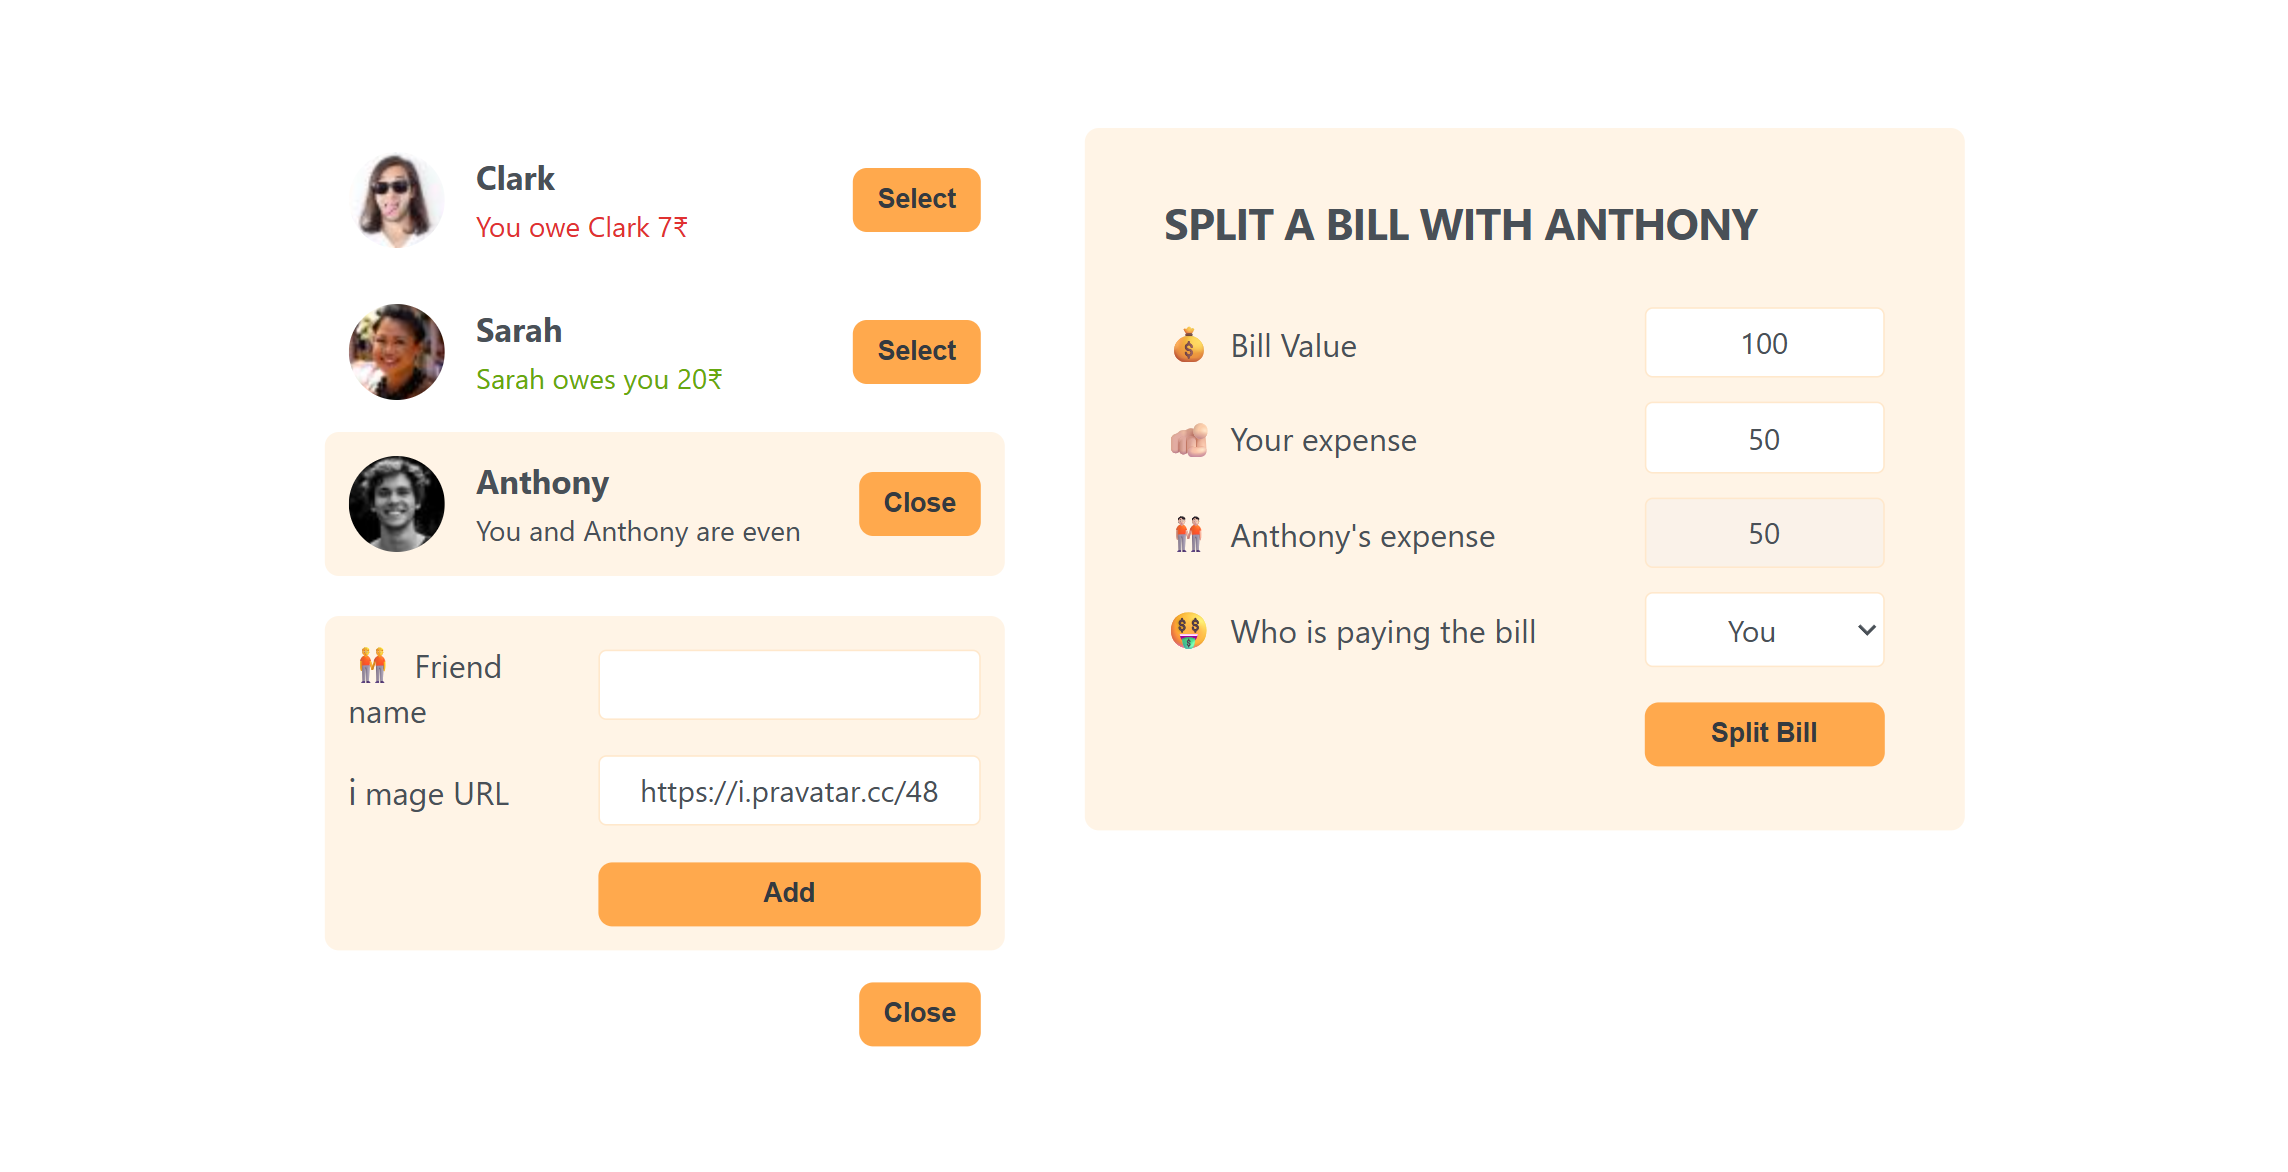 Clark
You owe Clark 7₹
Select
Sarah
Sarah owes you 20₹
Select
Anthony
You and Anthony are even
Close
Friend
name
i mage URL
https://i.pravatar.cc/48
Add
Close
SPLIT A BILL WITH ANTHONY
Bill Value
100
Your expense
50
Anthony's expense
50
Who is paying the bill
You
Split Bill